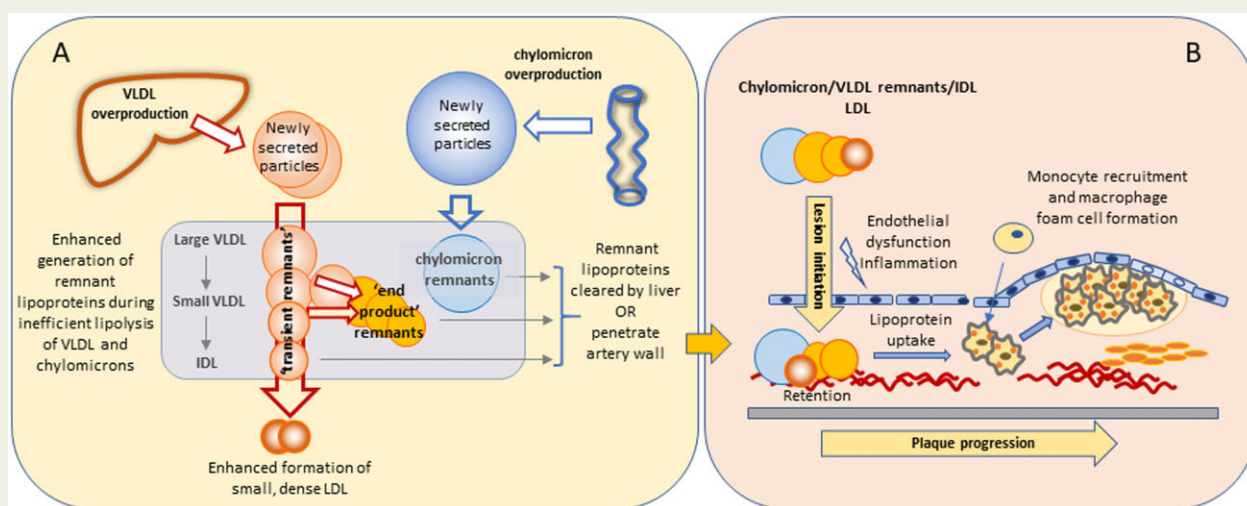 A
VLDL
overproduction
Newly
secreted
particles
chylomicron
overproduction
Newly
secreted
particles
Enhanced
generation of
remnant
lipoproteins during
inefficient lipolysis
of VLDL and
chylomicrons
Large VLDL
Small VLDL
IDL
'transient remnants'
'end
product'
remnants
chylomicron
remnants
Remnant
lipoproteins
cleared by liver
OR
penetrate
artery wall
Enhanced formation of
small, dense LDL
B
Chylomicron/VLDL remnants/IDL
LDL
Lesion initiation
Endothelial
dysfunction
Inflammation
Monocyte recruitment
and macrophage
foam cell formation
Lipoprotein
uptake
Retention
Plaque progression